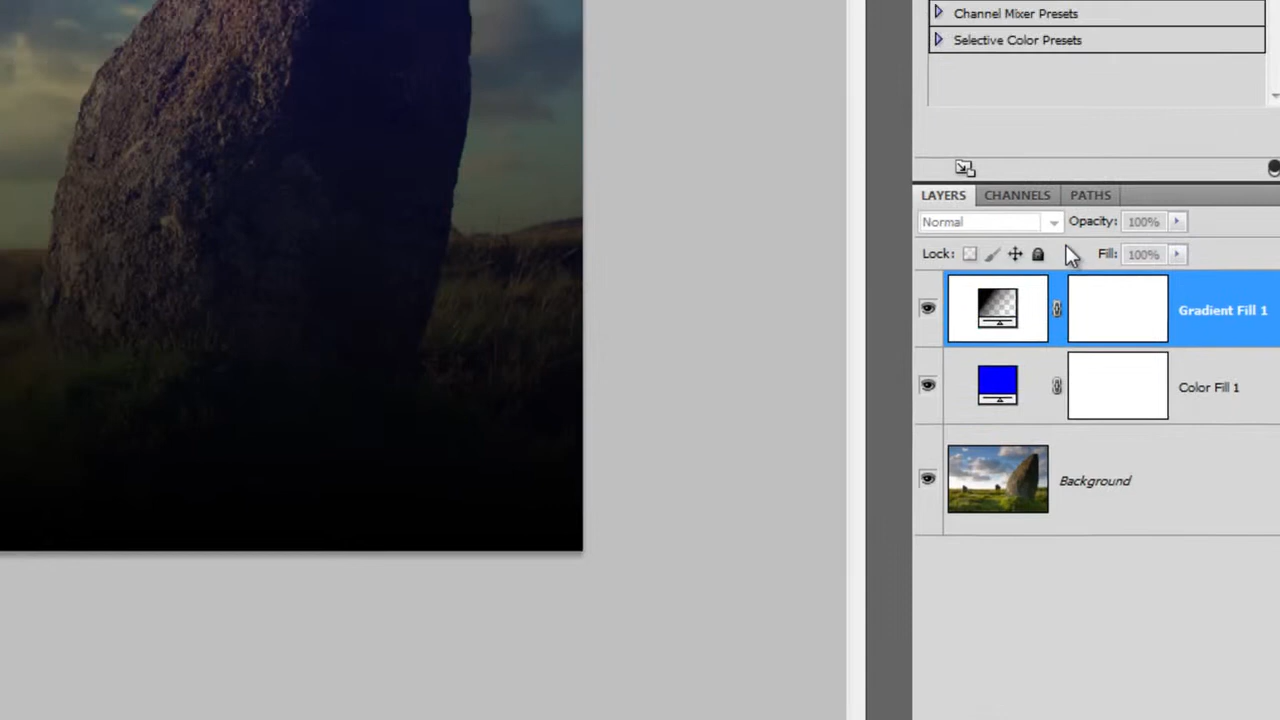 Channel Mixer Presets
Selective Color Presets
LAYERS CHANNELS PATHS
Normal Opacity: 100%
Lock: Fill: 100%
Gradient Fill 1
Color Fill 1
Background